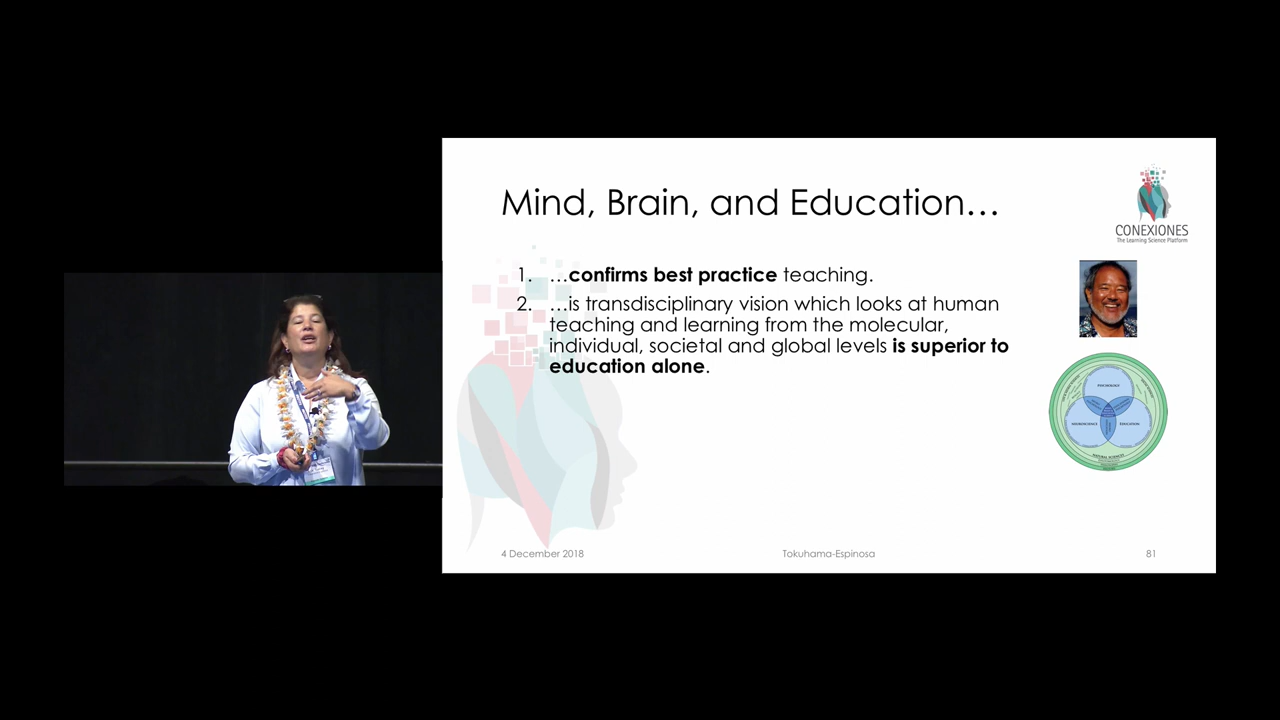 Mind, Brain, and Education…
CONEXIONES
The Learning Science Platform
1. …confirms best practice teaching.
2. …is transdisciplinary vision which looks at human
teaching and learning from the molecular,
individual, societal and global levels is superior to
education alone.
PSYCHOLOGY
NEUROSCIENCE
EDUCATION
NATURAL SCIENCES
4 December 2018
Tokuhama-Espinosa
81